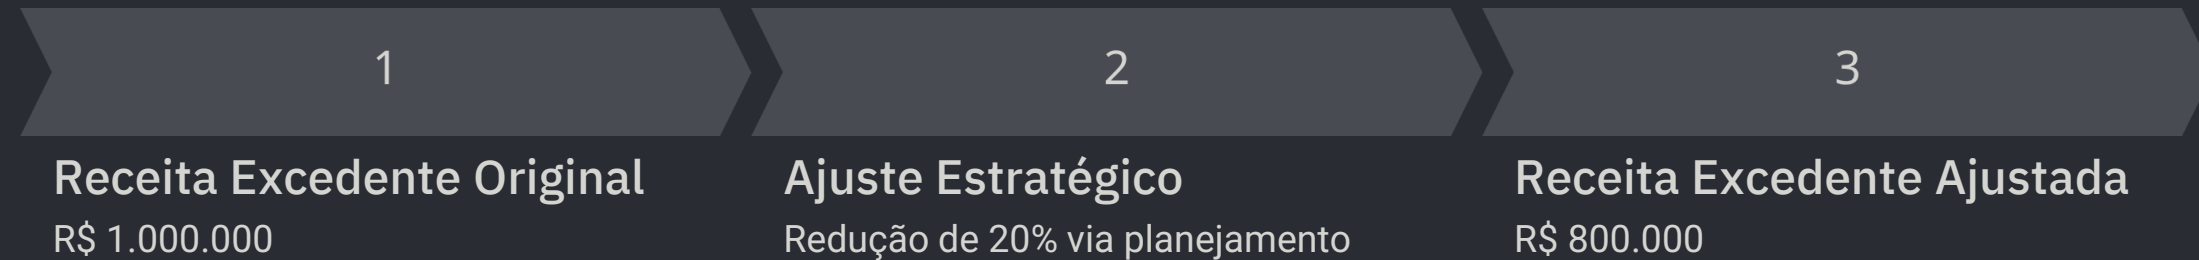 1
2
3
Receita Excedente Original
R$ 1.000.000
Ajuste Estratégico
Redução de 20% via planejamento
Receita Excedente Ajustada
R$ 800.000